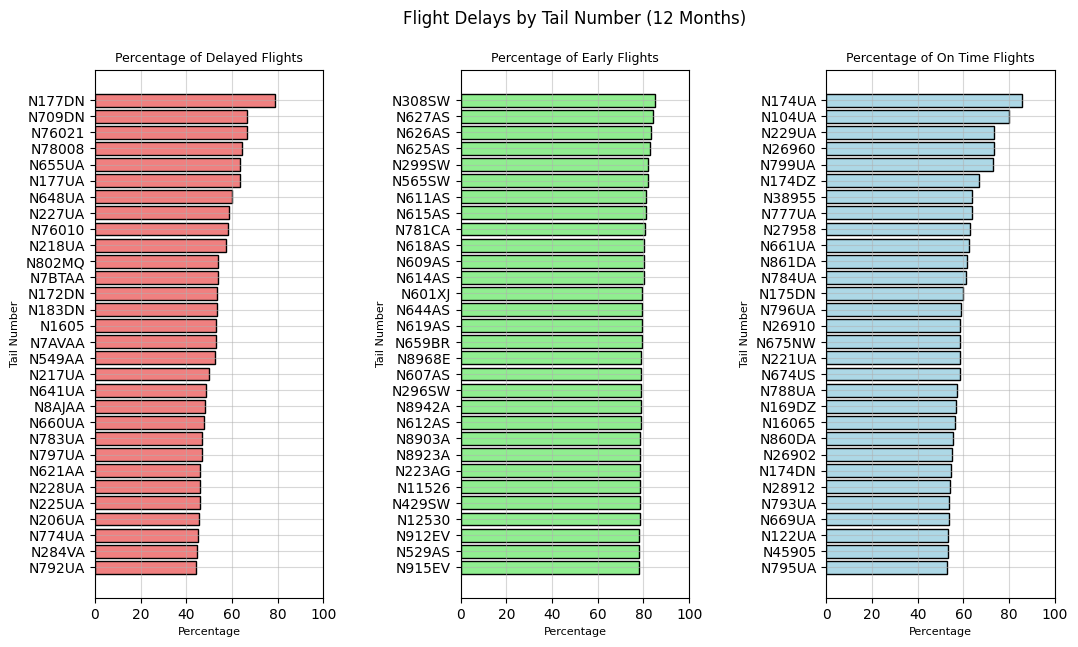 Flight Delays by Tail Number (12 Months)
Percentage of Delayed Flights
Tail Number
N177DN
N709DN
N76021
N78008
N655UA
N177UA
N648UA
N227UA
N76010
N218UA
N802MQ
N7BTAA
N172DN
N183DN
N1605
N7AVAA
N549AA
N217UA
N641UA
N8AJAA
N660UA
N783UA
N797UA
N621AA
N228UA
N225UA
N206UA
N774UA
N284VA
N792UA
0 20 40 60 80 100
Percentage
Percentage of Early Flights
Tail Number
N308SW
N627AS
N626AS
N625AS
N299SW
N565SW
N611AS
N615AS
N781CA
N618AS
N609AS
N614AS
N601XJ
N644AS
N619AS
N659BR
N8968E
N607AS
N296SW
N8942A
N612AS
N8903A
N8923A
N223AG
N11526
N429SW
N12530
N912EV
N529AS
N915EV
0 20 40 60 80 100
Percentage
Percentage of On Time Flights
Tail Number
N174UA
N104UA
N229UA
N26960
N799UA
N174DZ
N38955
N777UA
N27958
N661UA
N861DA
N784UA
N175DN
N796UA
N26910
N675NW
N221UA
N674US
N788UA
N169DZ
N16065
N860DA
N26902
N174DN
N28912
N793UA
N669UA
N122UA
N45905
N795UA
0 20 40 60 80 100
Percentage